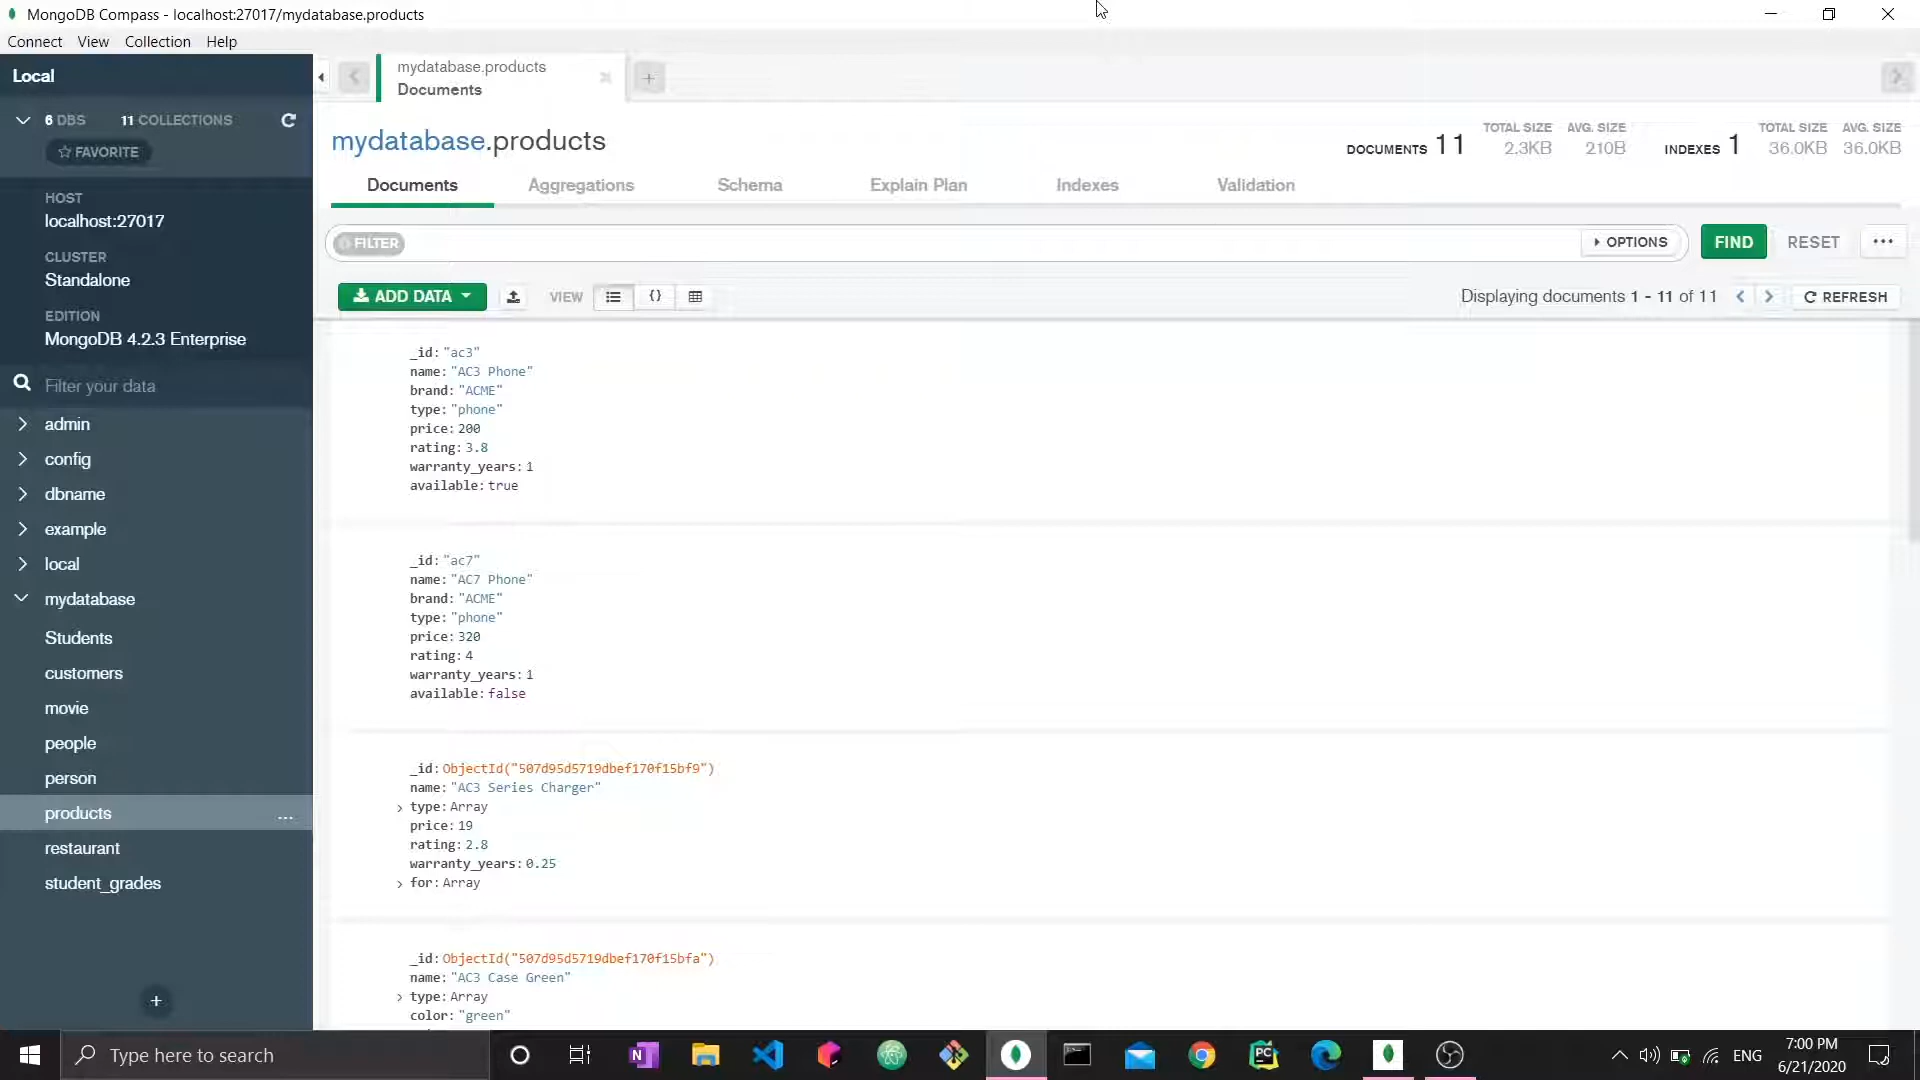 MongoDB Compass - localhost:27017/mydatabase.products
Connect View Collection Help
Local
6 DBS 11 COLLECTIONS
FAVORITE
HOST
localhost:27017
CLUSTER
Standalone
EDITION
MongoDB 4.2.3 Enterprise
Filter your data
admin
config
dbname
example
local
mydatabase
Students
customers
movie
people
person
products ...
restaurant
student_grades
+
mydatabase.products
Documents
+
mydatabase.products
DOCUMENTS 11 TOTAL SIZE 2.3KB AVG. SIZE 210B INDEXES 1 TOTAL SIZE 36.0KB AVG. SIZE 36.0KB
Documents Aggregations Schema Explain Plan Indexes Validation
FILTER OPTIONS FIND RESET ...
ADD DATA VIEW {} Displaying documents 1 - 11 of 11 < > REFRESH
_id: "ac3"
name: "AC3 Phone"
brand: "ACME"
type: "phone"
price: 200
rating: 3.8
warranty_years: 1
available: true
_id: "ac7"
name: "AC7 Phone"
brand: "ACME"
type: "phone"
price: 320
rating: 4
warranty_years: 1
available: false
_id: ObjectId("507d95d5719dbef170f15bf9")
name: "AC3 Series Charger"
> type: Array
price: 19
rating: 2.8
warranty_years: 0.25
> for: Array
_id: ObjectId("507d95d5719dbef170f15bfa")
name: "AC3 Case Green"
> type: Array
color: "green"
Type here to search
N
PC
ENG
7:00 PM
6/21/2020